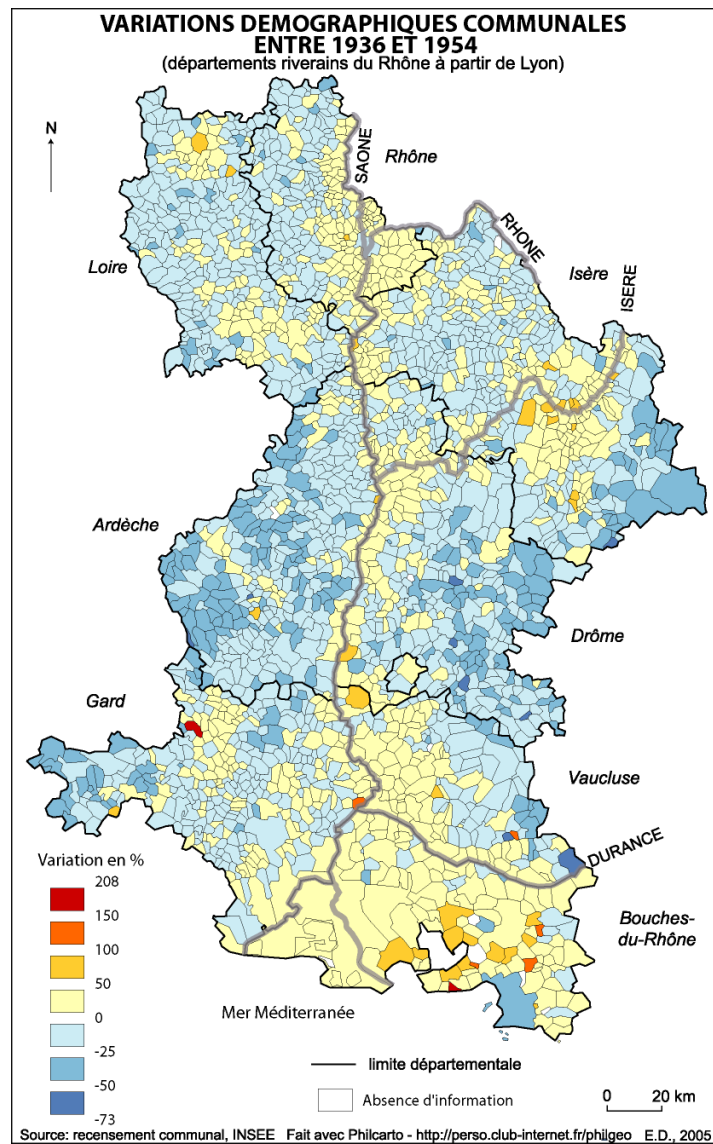 VARIATIONS DEMOGRAPHIQUES COMMUNALES
ENTRE 1936 ET 1954
(départements riverains du Rhône à partir de Lyon)
N
SAONE
Rhône
RHONE
Loire
Isère
ISERE
Ardèche
Drôme
Gard
Vaucluse
DURANCE
Variation en %
208
150
100
50
0
-25
-50
-73
Bouches-
du-Rhône
Mer Méditerranée
limite départementale
Absence d'information
0 20 km
Source: recensement communal, INSEE Fait avec Philcarto - http://perso.club-internet.fr/philgeo E.D., 2005